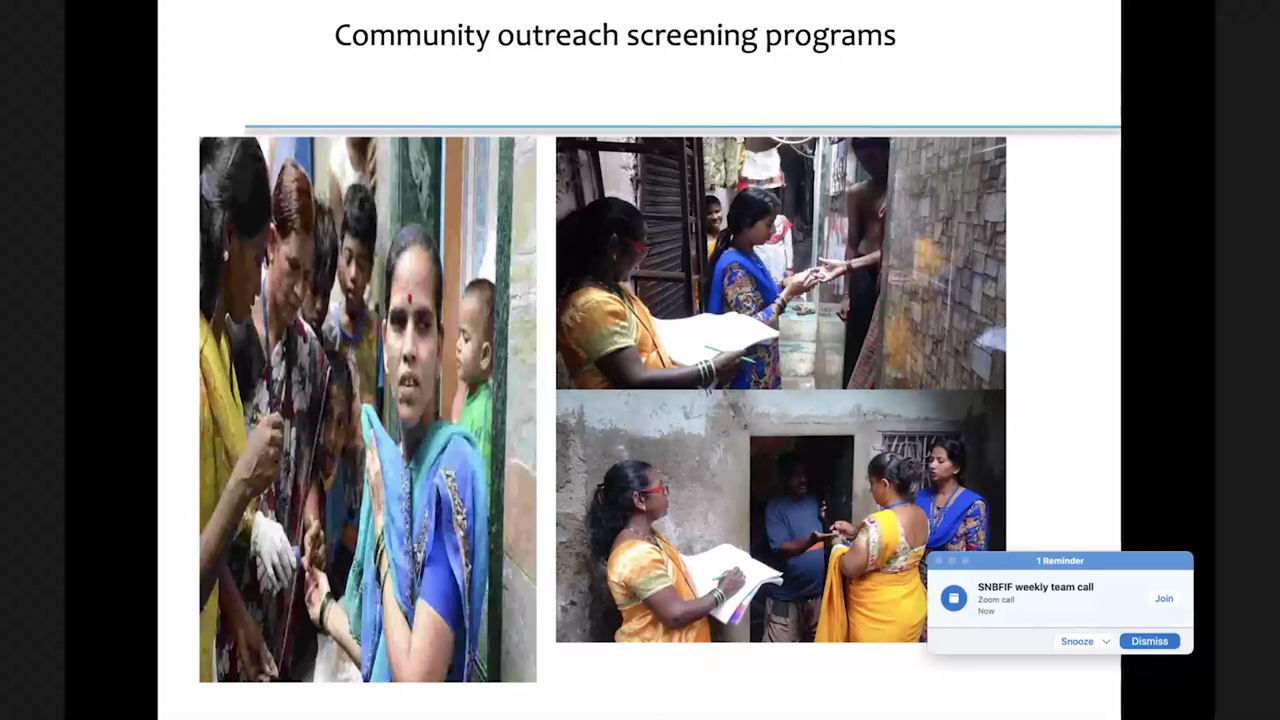 Community outreach screening programs
1 Reminder
SNBFIF weekly team call
Zoom call
Now
Join
Snooze
Dismiss